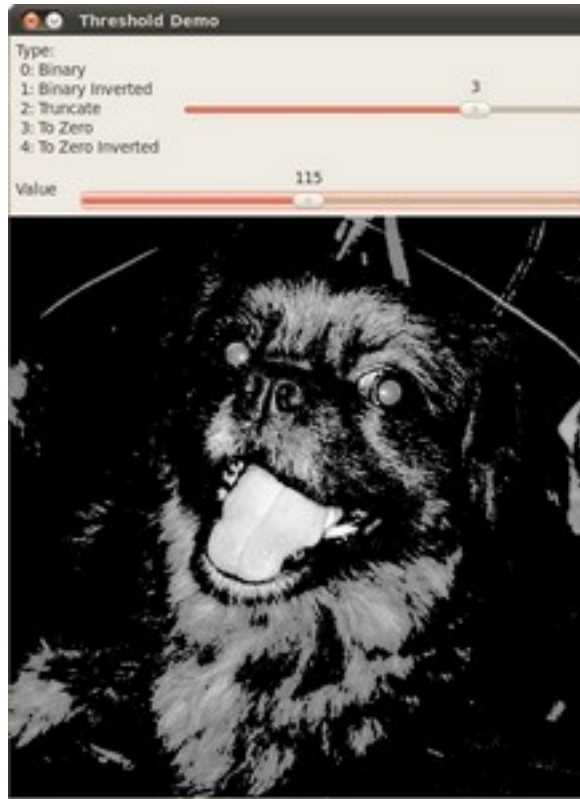 Threshold Demo
Type:
0: Binary
1: Binary Inverted
2: Truncate
3: To Zero
4: To Zero Inverted
3
Value
115